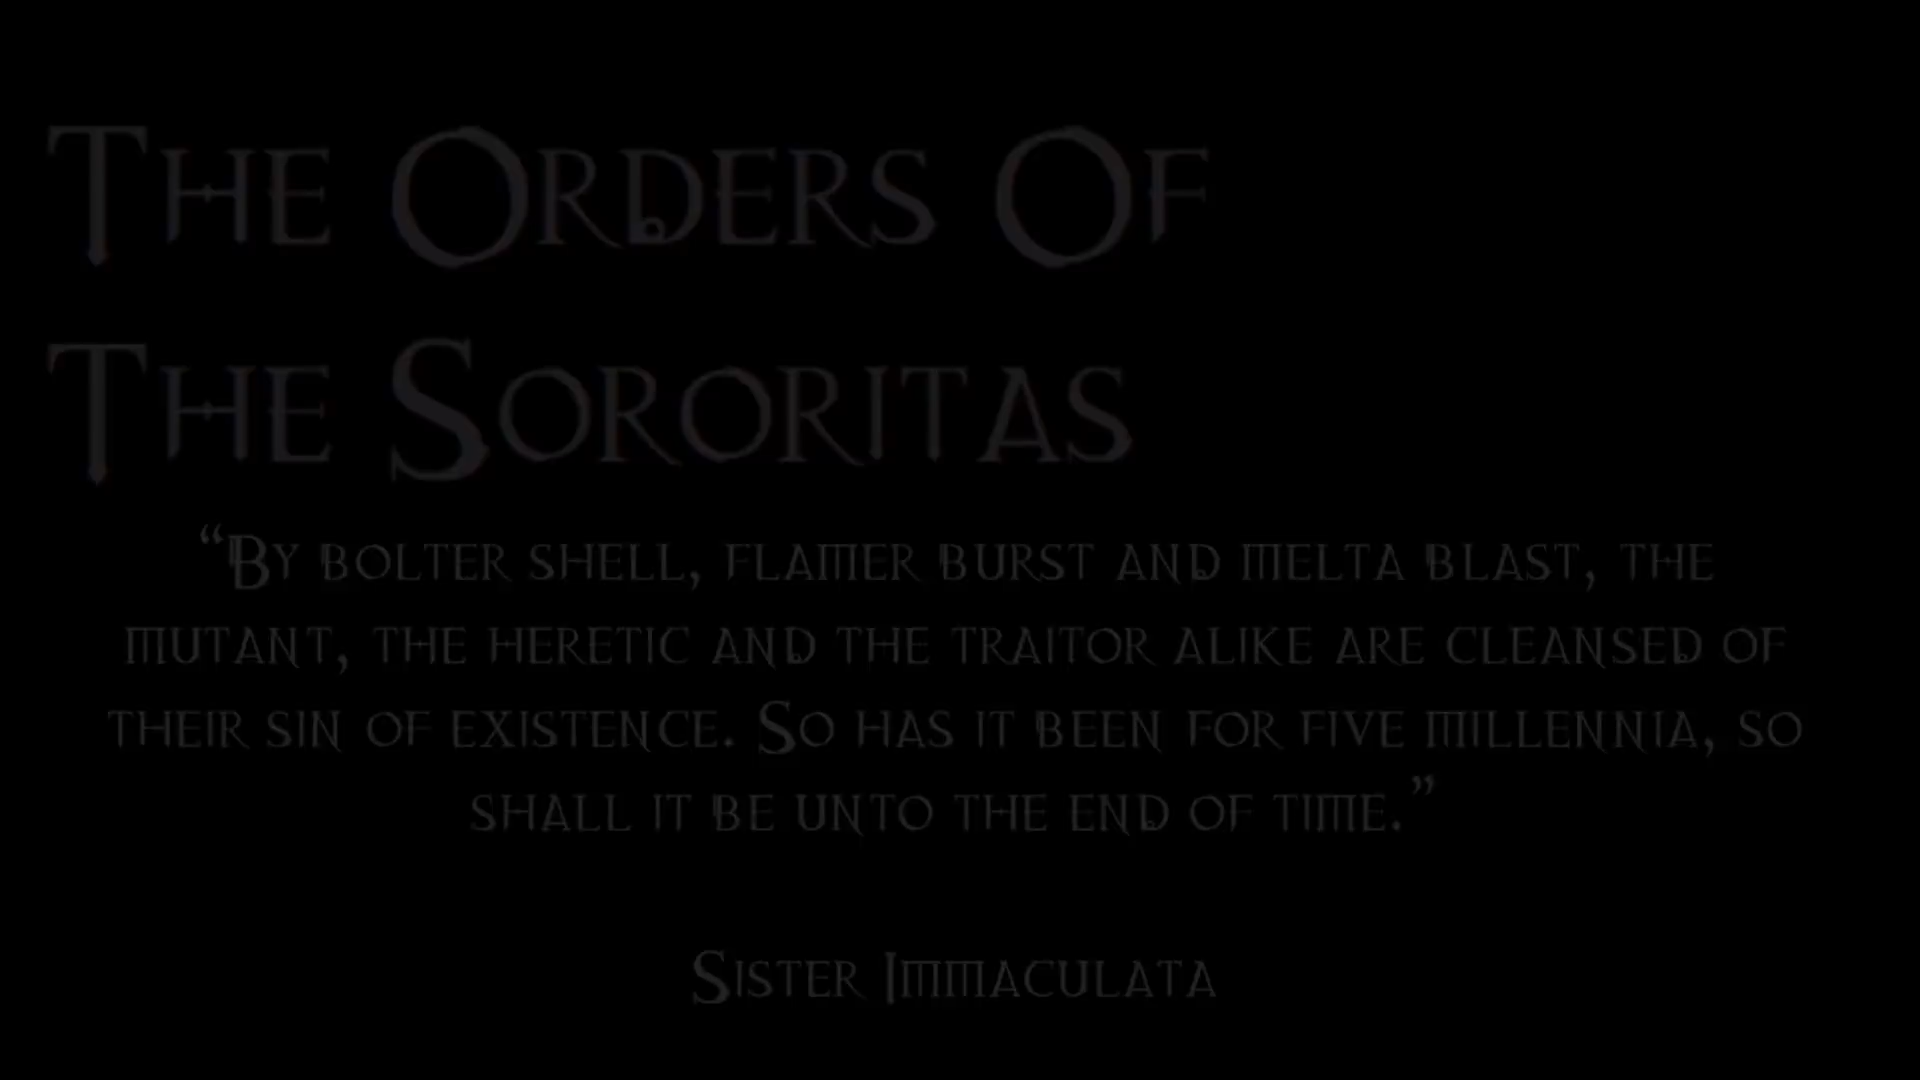 The Orders Of
The Sororitas
“By bolter shell, flamer burst and melta blast, the
mutant, the heretic and the traitor alike are cleansed of
their sin of existence. So has it been for five millennia, so
shall it be unto the end of time.”
Sister Immaculata